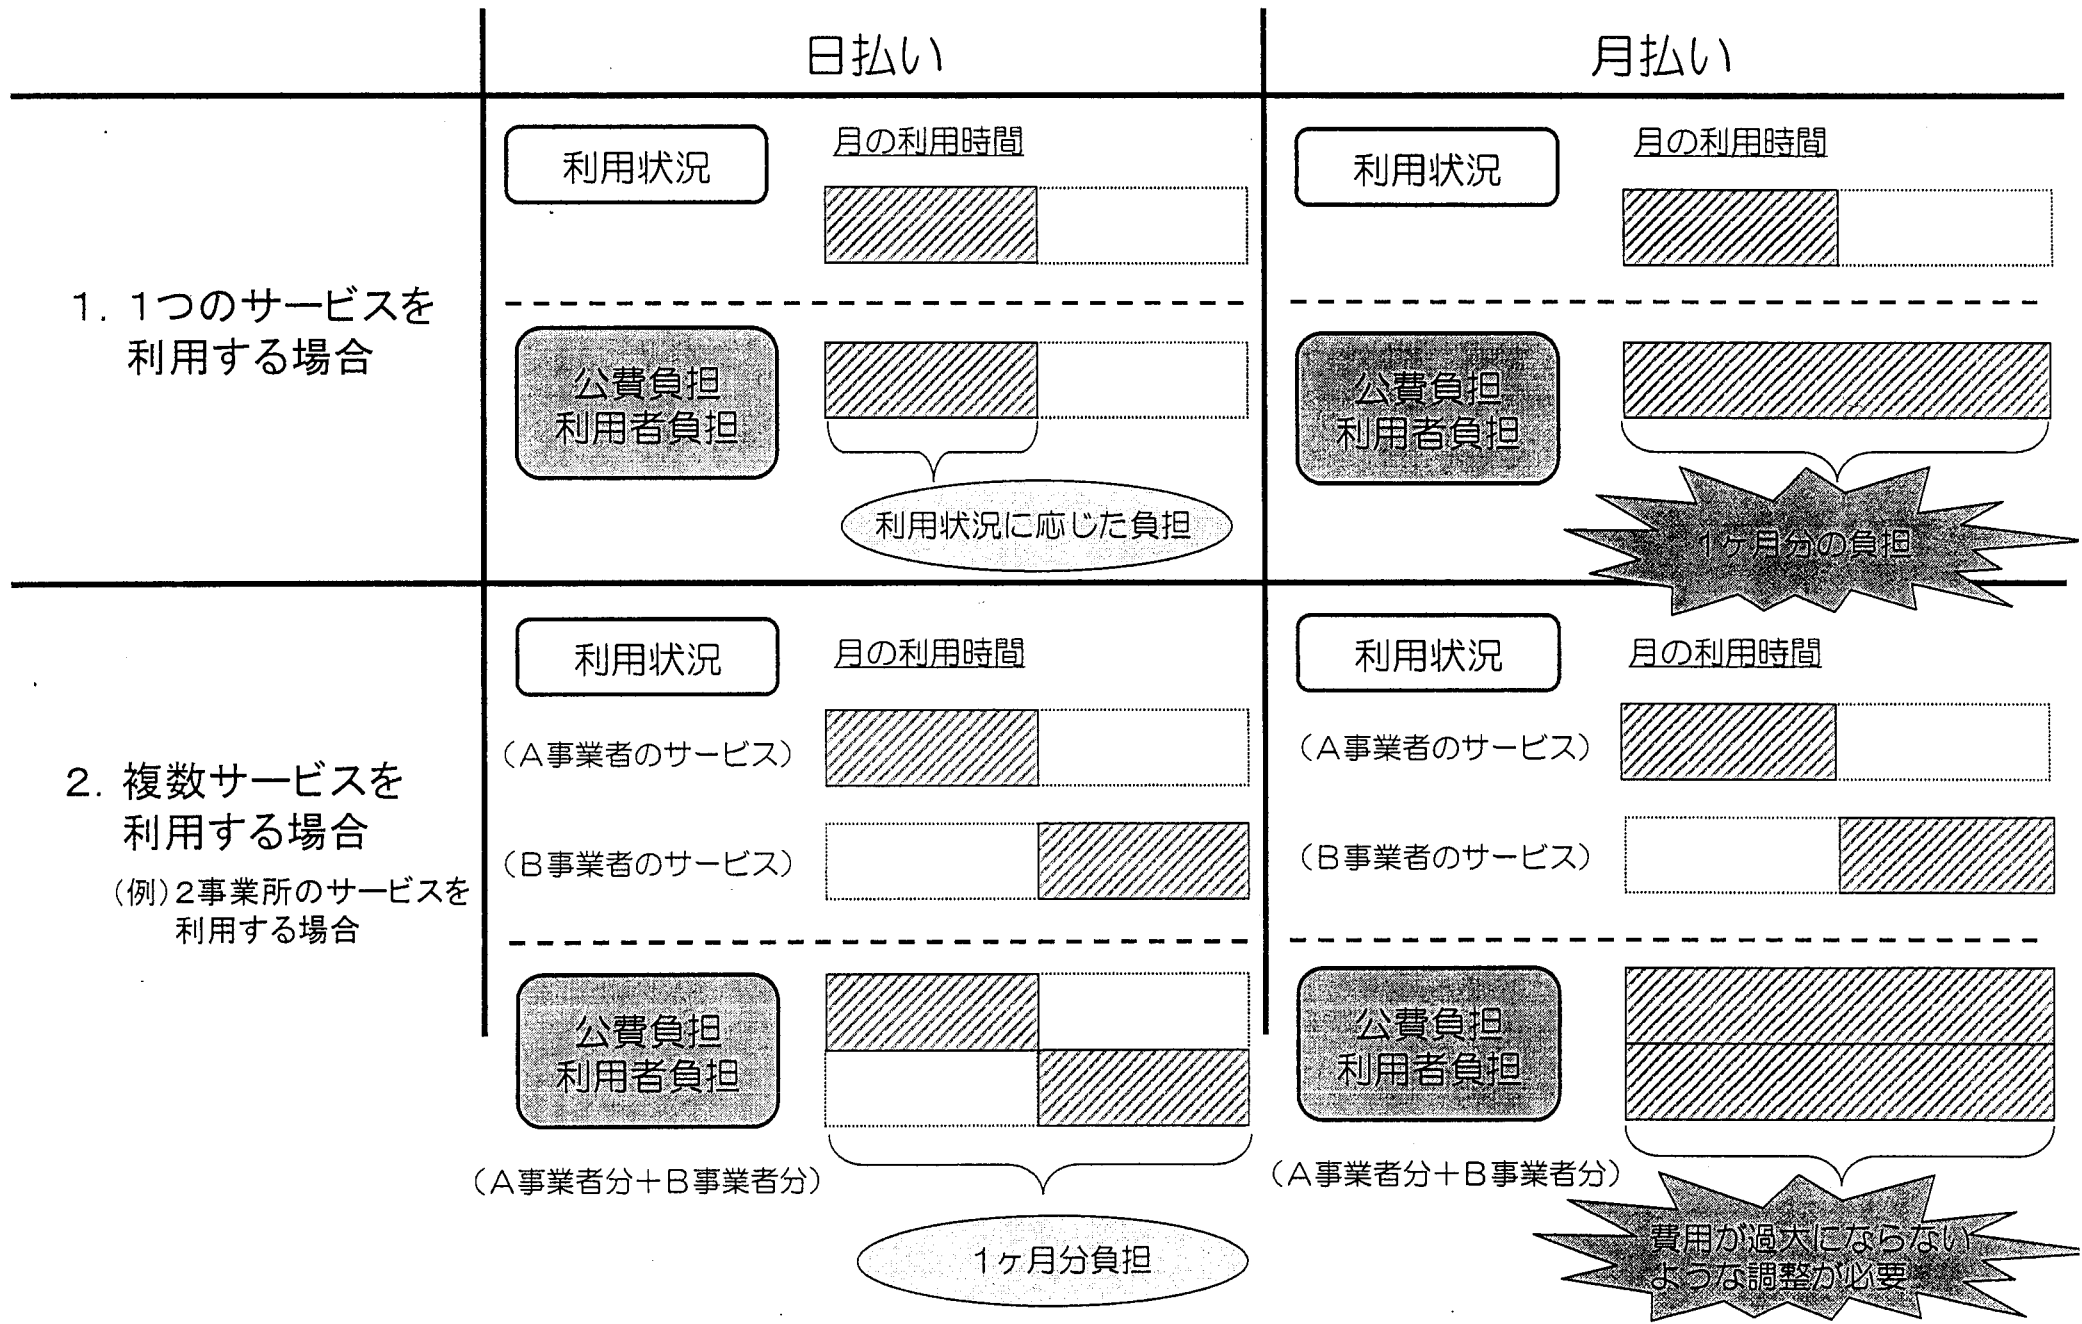 日払い
月払い
1. 1つのサービスを
利用する場合
利用状況
月の利用時間
公費負担
利用者負担
利用状況に応じた負担
利用状況
月の利用時間
公費負担
利用者負担
1ヶ月分の負担
2. 複数サービスを
利用する場合
(例)2事業所のサービスを
利用する場合
利用状況
月の利用時間
(A事業者のサービス)
(B事業者のサービス)
公費負担
利用者負担
(A事業者分+B事業者分)
1ヶ月分負担
利用状況
月の利用時間
(A事業者のサービス)
(B事業者のサービス)
公費負担
利用者負担
(A事業者分+B事業者分)
費用が過大にならない
ような調整が必要